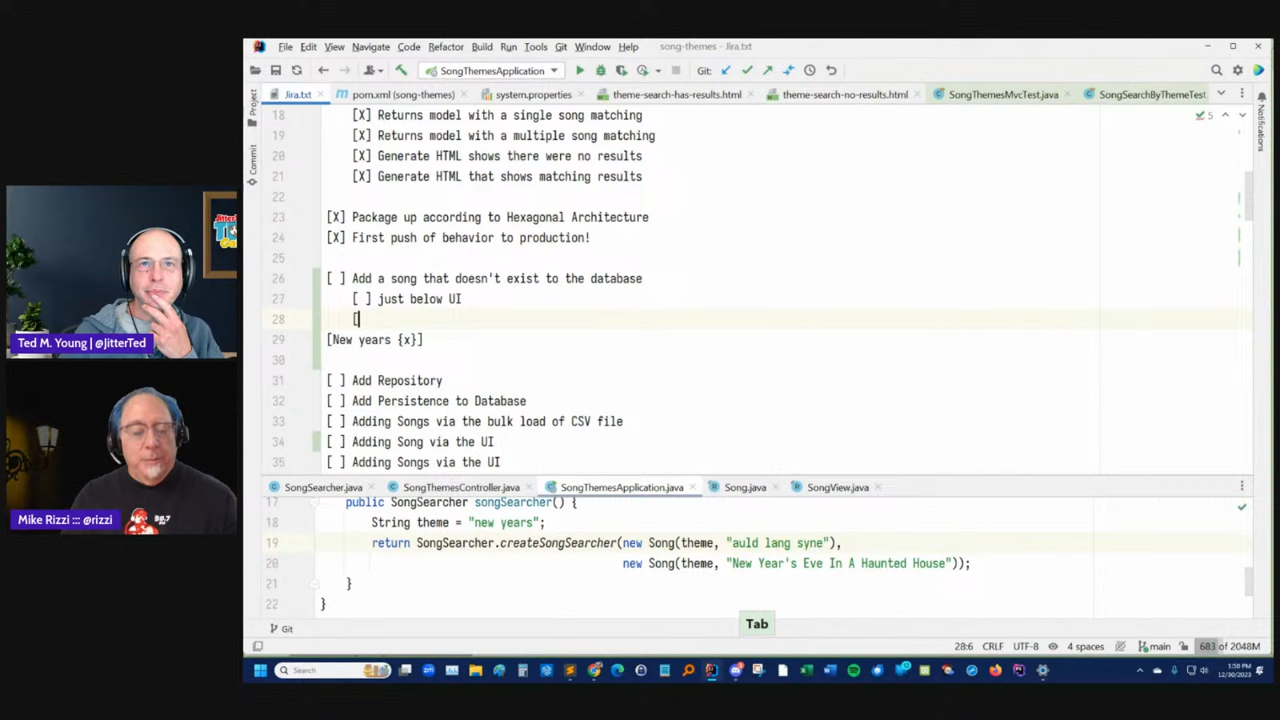 File Edit View Navigate Code Refactor Build Run Tools Git Window Help song-themes - Jira.txt
SongThemesApplication Git:
Jira.txt pom.xml (song-themes) system.properties theme-search-has-results.html theme-search-no-results.html SongThemesMvcTest.java SongSearchByThemeTest
Project
Commit
Notifications
5
18 [X] Returns model with a single song matching
19 [X] Returns model with a multiple song matching
20 [X] Generate HTML shows there were no results
21 [X] Generate HTML that shows matching results
22
23 [X] Package up according to Hexagonal Architecture
24 [X] First push of behavior to production!
25
26 [ ] Add a song that doesn't exist to the database
27 [ ] just below UI
28 [
29 [New years {x}]
30
31 [ ] Add Repository
32 [ ] Add Persistence to Database
33 [ ] Adding Songs via the bulk load of CSV file
34 [ ] Adding Song via the UI
35 [ ] Adding Songs via the UI
SongSearcher.java SongThemesController.java SongThemesApplication.java Song.java SongView.java
17 public SongSearcher songSearcher() {
18 String theme = "new years";
19 return SongSearcher.createSongSearcher(new Song(theme, "auld lang syne"),
20 new Song(theme, "New Year's Eve In A Haunted House"));
21 }
22 }
Tab
Git
28:6 CRLF UTF-8 4 spaces main 683 of 2048M
Search
1:50 PM
12/30/2023
Ted M. Young | @JitterTed
Mike Rizzi ::: @rizzi